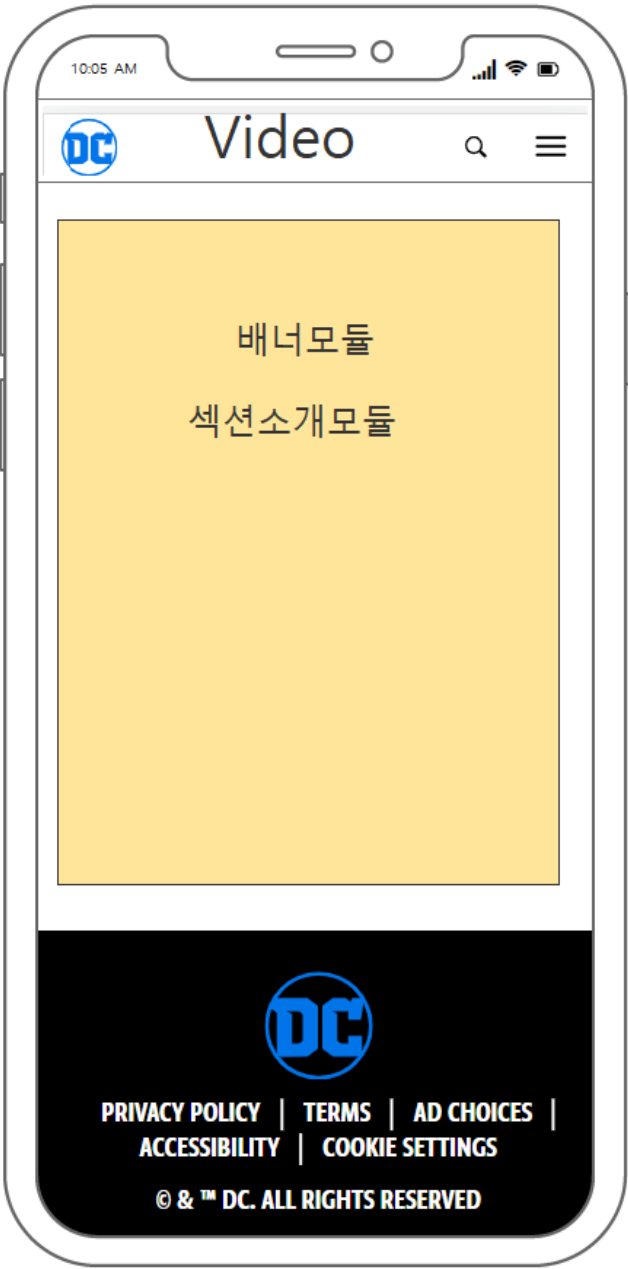 10:05 AM
DC Video
배너모듈
섹션소개모듈
DC
PRIVACY POLICY | TERMS | AD CHOICES |
ACCESSIBILITY | COOKIE SETTINGS
© & ™ DC. ALL RIGHTS RESERVED